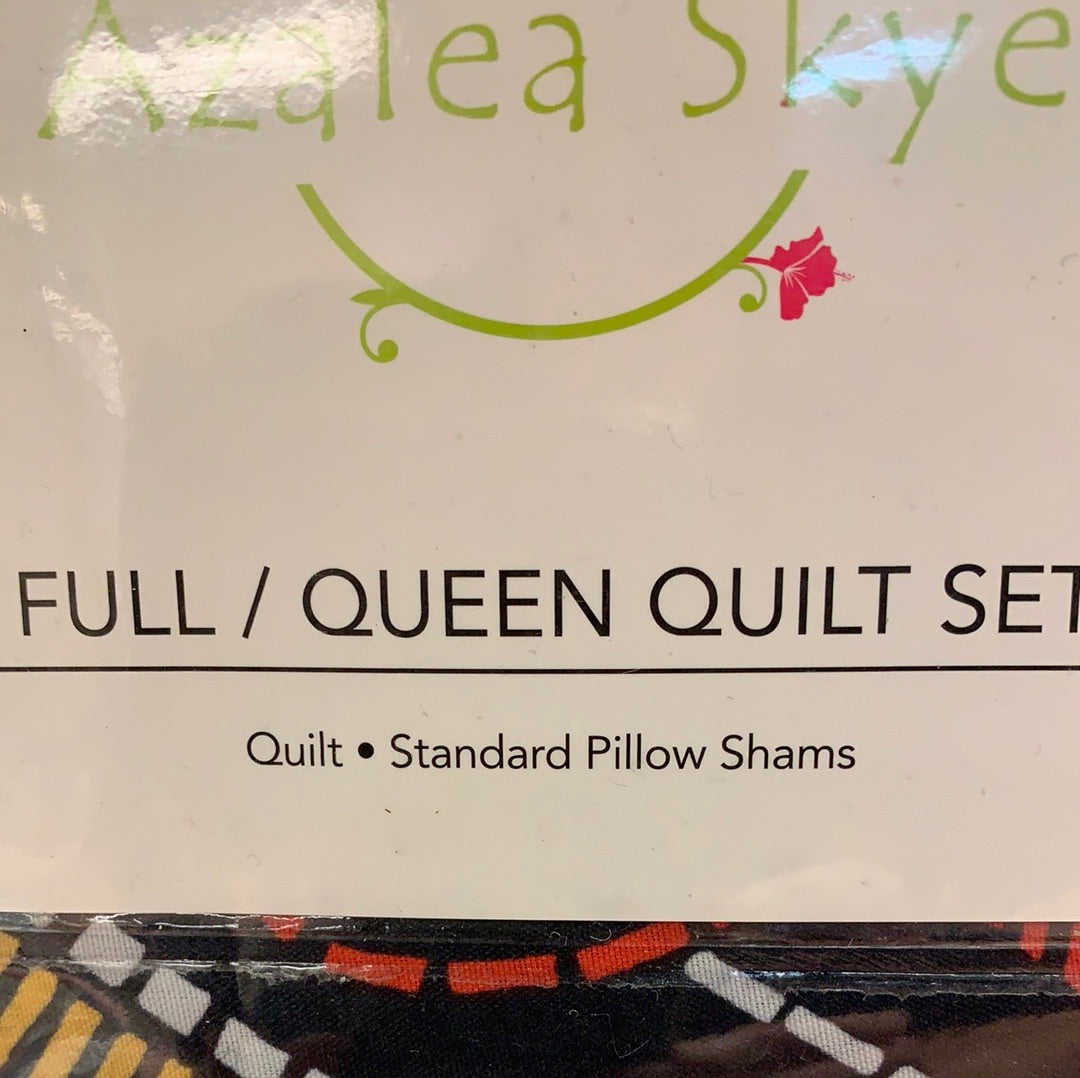 Azalea Skye
FULL / QUEEN QUILT SET
Quilt • Standard Pillow Shams